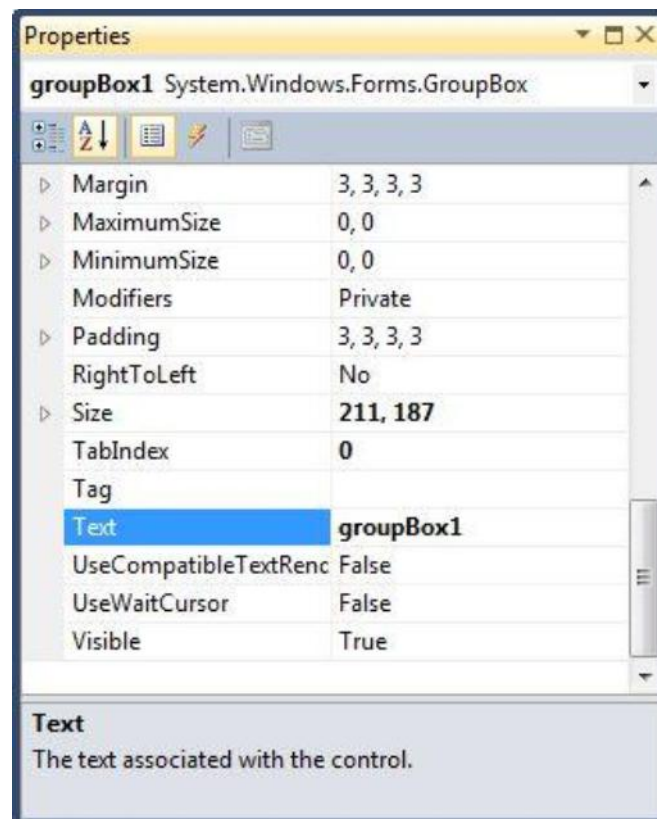 Properties
groupBox1 System.Windows.Forms.GroupBox
A Z
Margin 3, 3, 3, 3
MaximumSize 0, 0
MinimumSize 0, 0
Modifiers Private
Padding 3, 3, 3, 3
RightToLeft No
Size 211, 187
TabIndex 0
Tag
Text groupBox1
UseCompatibleTextRenc False
UseWaitCursor False
Visible True
Text
The text associated with the control.